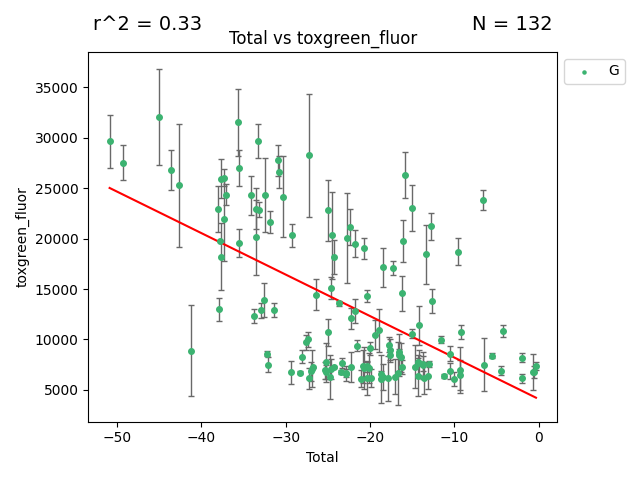 r^2 = 0.33
N = 132
Total vs toxgreen_fluor
G
toxgreen_fluor
35000
30000
25000
20000
15000
10000
5000
−50
−40
−30
−20
−10
0
Total